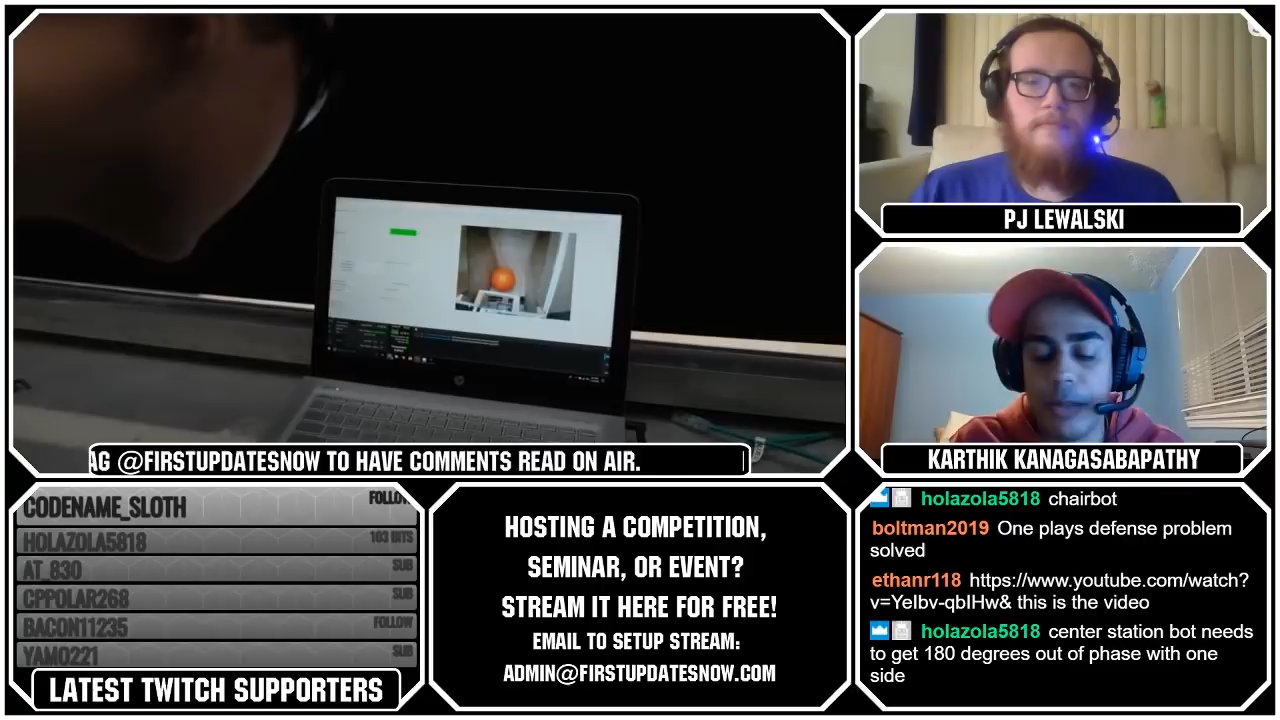 AG @FIRSTUPDATESNOW TO HAVE COMMENTS READ ON AIR.
PJ LEWALSKI
KARTHIK KANAGASABAPATHY
CODENAME_SLOTH FOLLOW
HOLAZOLA5818 103 BITS
AT_830 SUB
CPPOLAR268 SUB
BACON11235 FOLLOW
YAMO221 SUB
LATEST TWITCH SUPPORTERS
HOSTING A COMPETITION,
SEMINAR, OR EVENT?
STREAM IT HERE FOR FREE!
EMAIL TO SETUP STREAM:
ADMIN@FIRSTUPDATESNOW.COM
holazola5818 chairbot
boltman2019 One plays defense problem
solved
ethanr118 https://www.youtube.com/watch?
v=YeIbv-qbIHw& this is the video
holazola5818 center station bot needs
to get 180 degrees out of phase with one
side